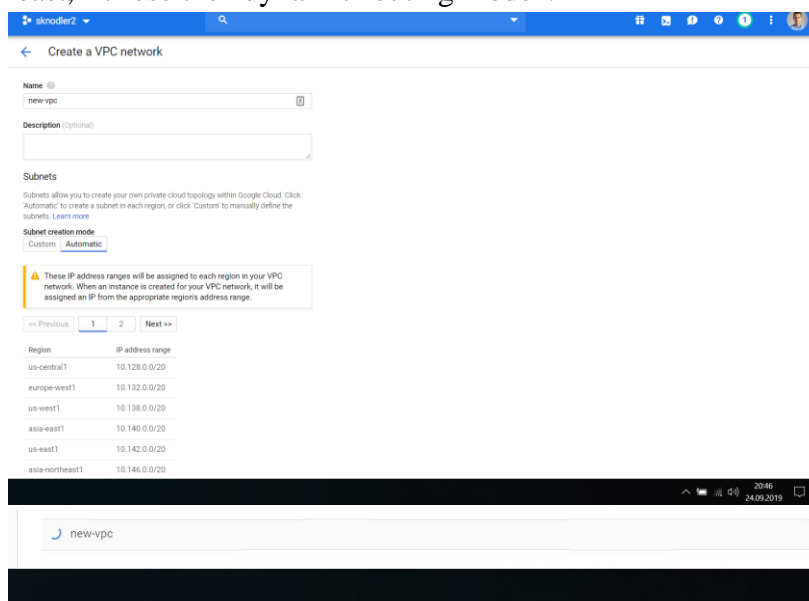 sknodler2
1
Create a VPC network
Name
new-vpc
Description (Optional)
Subnets
Subnets allow you to create your own private cloud topology within Google Cloud. Click
'Automatic' to create a subnet in each region, or click 'Custom' to manually define the
subnets. Learn more
Subnet creation mode
Custom Automatic
These IP address ranges will be assigned to each region in your VPC
network. When an instance is created for your VPC network, it will be
assigned an IP from the appropriate region's address range.
<< Previous 1 2 Next >>
Region IP address range
us-central1 10.128.0.0/20
europe-west1 10.132.0.0/20
us-west1 10.138.0.0/20
asia-east1 10.140.0.0/20
us-east1 10.142.0.0/20
asia-northeast1 10.146.0.0/20
20:46
24.09.2019
new-vpc